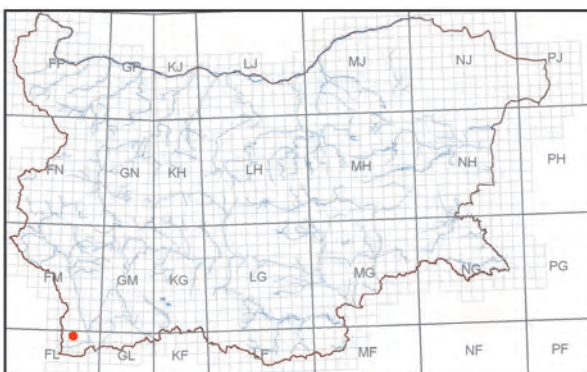 FP GP KJ LJ MJ NJ PJ
FN GN KH LH MH NH PH
FM GM KG LG MG NG PG
FL GL KF LF MF NF PF